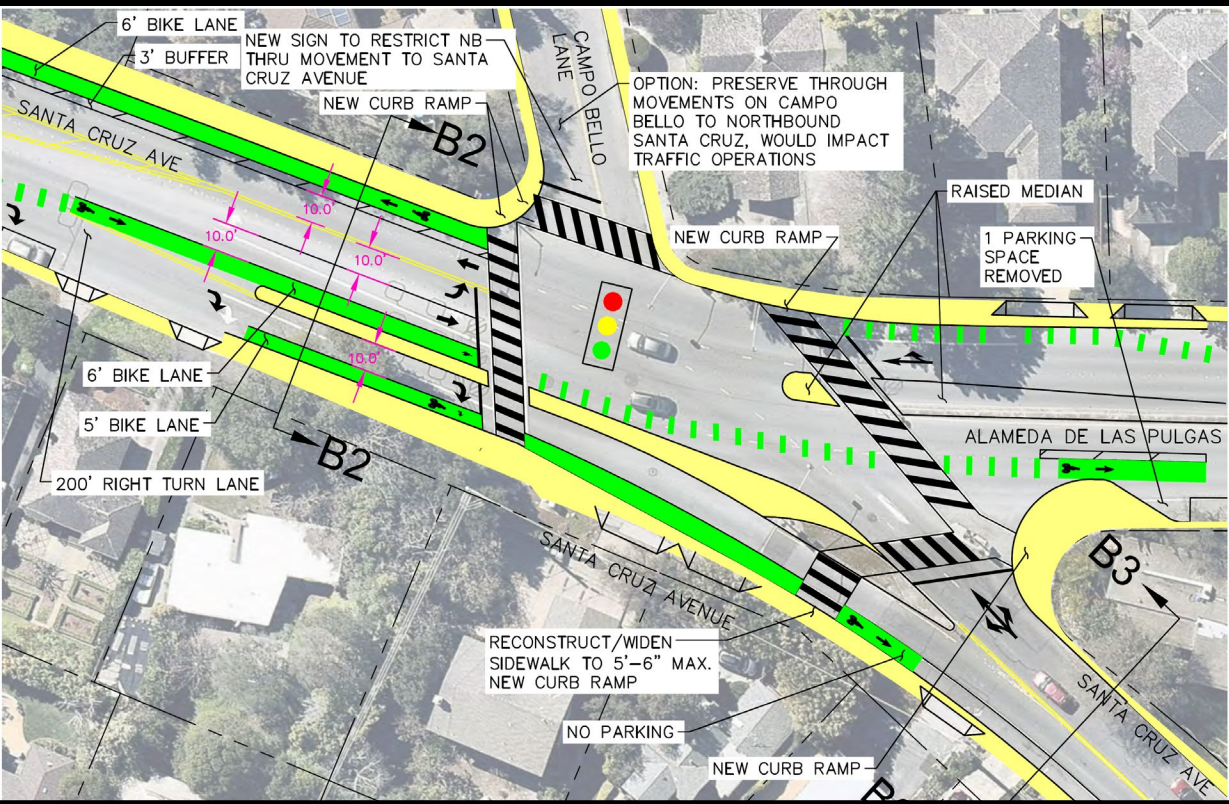 6' BIKE LANE
3' BUFFER
NEW SIGN TO RESTRICT NB
THRU MOVEMENT TO SANTA
CRUZ AVENUE
NEW CURB RAMP
CAMPO BELLO
LANE
OPTION: PRESERVE THROUGH
MOVEMENTS ON CAMPO
BELLO TO NORTHBOUND
SANTA CRUZ, WOULD IMPACT
TRAFFIC OPERATIONS
SANTA CRUZ AVE
B2
RAISED MEDIAN
10.0'
10.0'
10.0'
NEW CURB RAMP
1 PARKING
SPACE
REMOVED
10.0'
6' BIKE LANE
5' BIKE LANE
B2
200' RIGHT TURN LANE
ALAMEDA DE LAS PULGAS
SANTA CRUZ AVENUE
B3
RECONSTRUCT/WIDEN
SIDEWALK TO 5'-6" MAX.
NEW CURB RAMP
NO PARKING
NEW CURB RAMP
SANTA CRUZ AVE